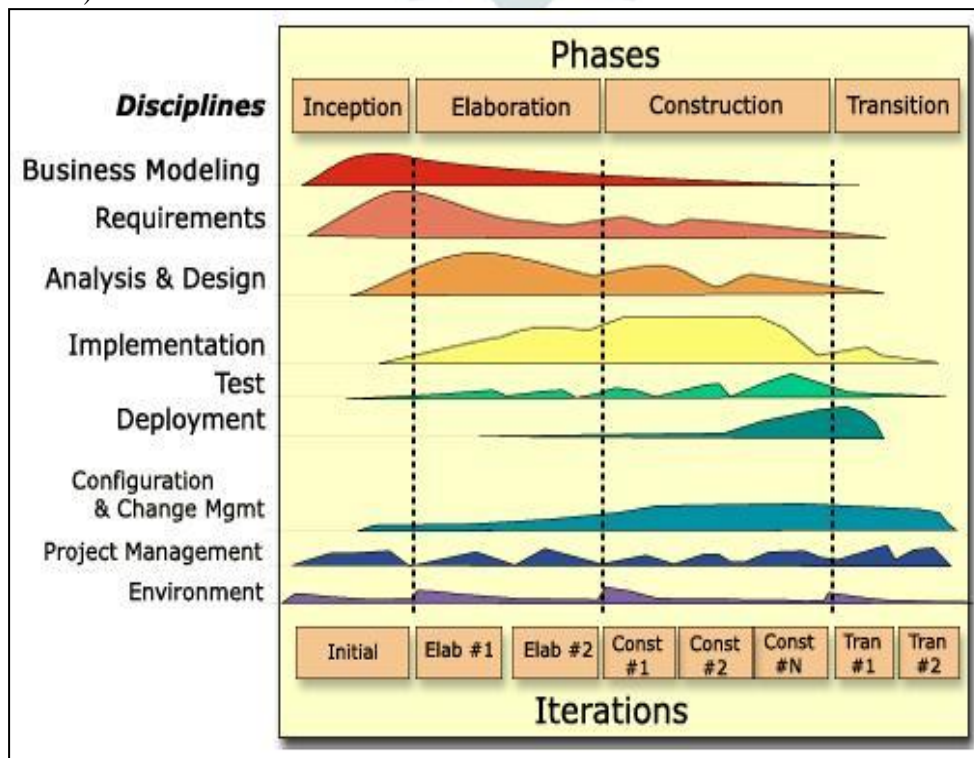 Phases
Disciplines
Inception
Elaboration
Construction
Transition
Business Modeling
Requirements
Analysis & Design
Implementation
Test
Deployment
Configuration
& Change Mgmt
Project Management
Environment
Initial
Elab #1
Elab #2
Const
#1
Const
#2
Const
#N
Tran
#1
Tran
#2
Iterations